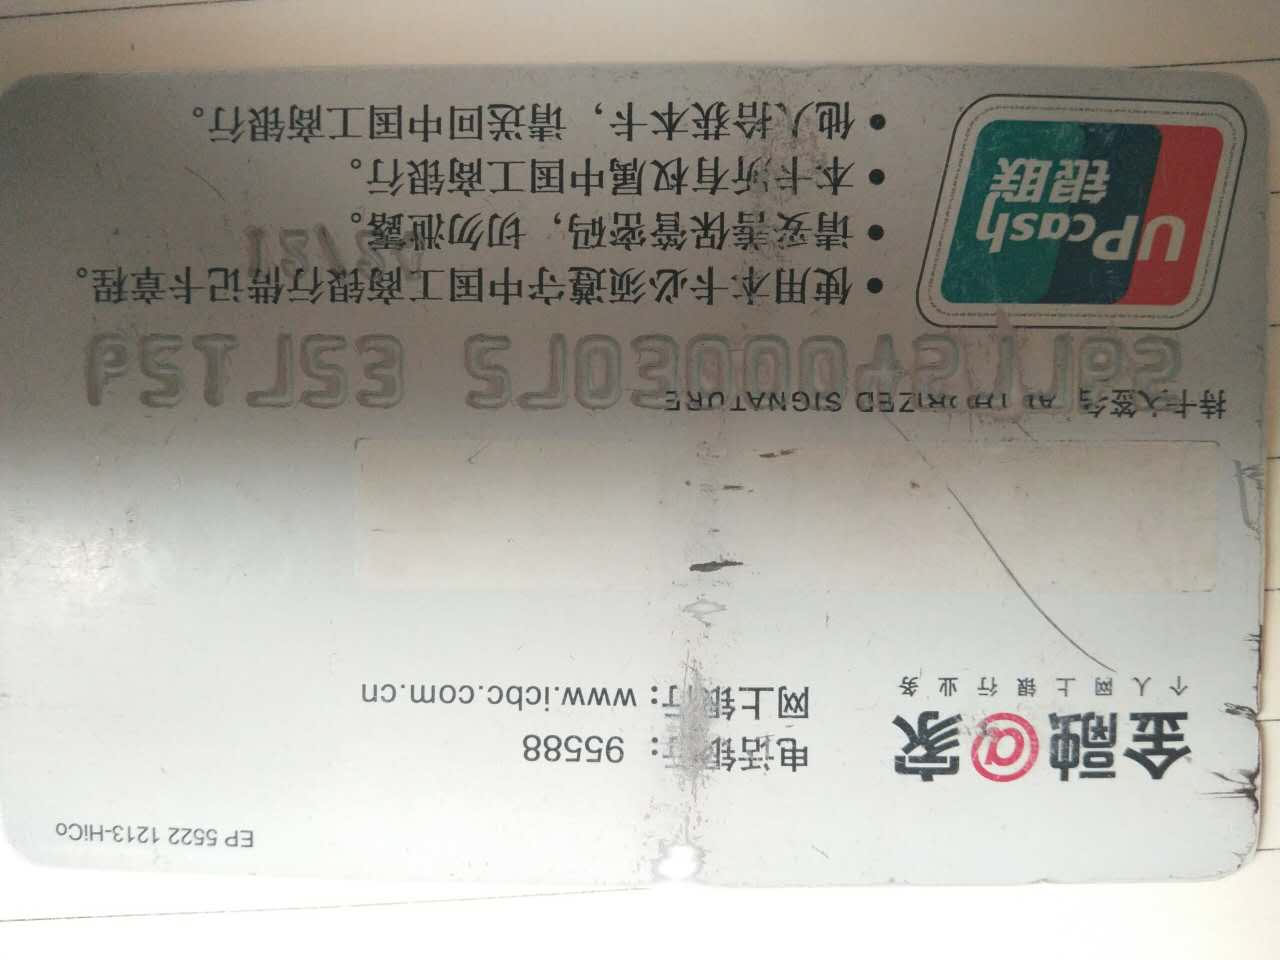 EP 5522 1213-HiCo
金融@家
个人网上银行业务
电话银行：95588
网上银行：www.icbc.com.cn
持卡人签名 AUTHORIZED SIGNATURE
• 使用本卡必须遵守中国工商银行借记卡章程。
• 请妥善保管密码，切勿泄露。
• 本卡所有权属中国工商银行。
• 他人拾获本卡，请送回中国工商银行。
UPcash
银联